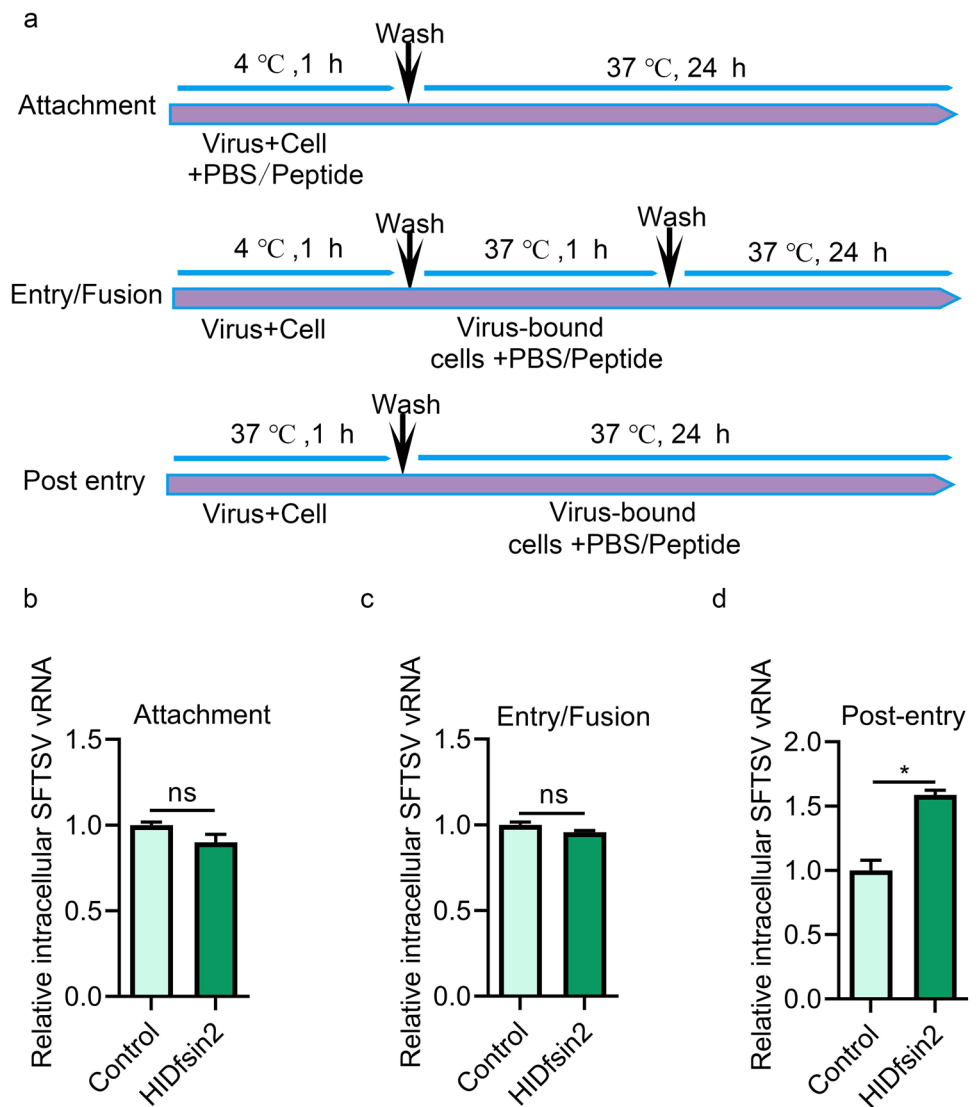 a
Wash
4 ℃ ,1 h
37 ℃, 24 h
Attachment
Virus+Cell
+PBS/Peptide
Wash
Wash
4 ℃ ,1 h
37 ℃, 1 h
37 ℃, 24 h
Entry/Fusion
Virus+Cell
Virus-bound
cells +PBS/Peptide
Wash
37 ℃ ,1 h
37 ℃, 24 h
Post entry
Virus+Cell
Virus-bound
cells +PBS/Peptide
b
Relative intracellular SFTSV vRNA
Attachment
1.5
1.0
0.5
0.0
ns
Control
HIDfsin2
c
Relative intracellular SFTSV vRNA
Entry/Fusion
1.5
1.0
0.5
0.0
ns
Control
HIDfsin2
d
Relative intracellular SFTSV vRNA
Post-entry
2.0
1.5
1.0
0.5
0.0
*
Control
HIDfsin2